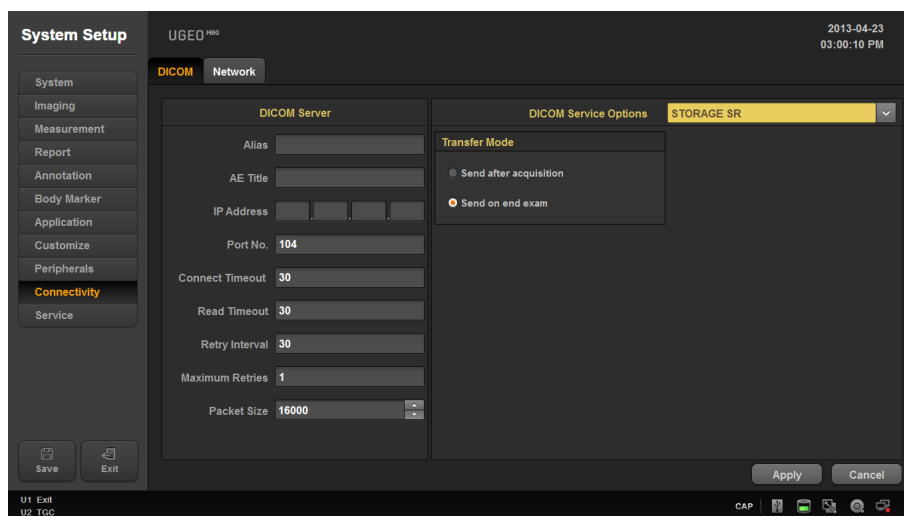 System Setup
UGEO H60
2013-04-23
03:00:10 PM
DICOM
Network
System
Imaging
Measurement
Report
Annotation
Body Marker
Application
Customize
Peripherals
Connectivity
Service
Save
Exit
DICOM Server
Alias
AE Title
IP Address . . .
Port No. 104
Connect Timeout 30
Read Timeout 30
Retry Interval 30
Maximum Retries 1
Packet Size 16000
DICOM Service Options STORAGE SR
Transfer Mode
Send after acquisition
Send on end exam
Apply
Cancel
U1 Exit
U2 TGC
CAP